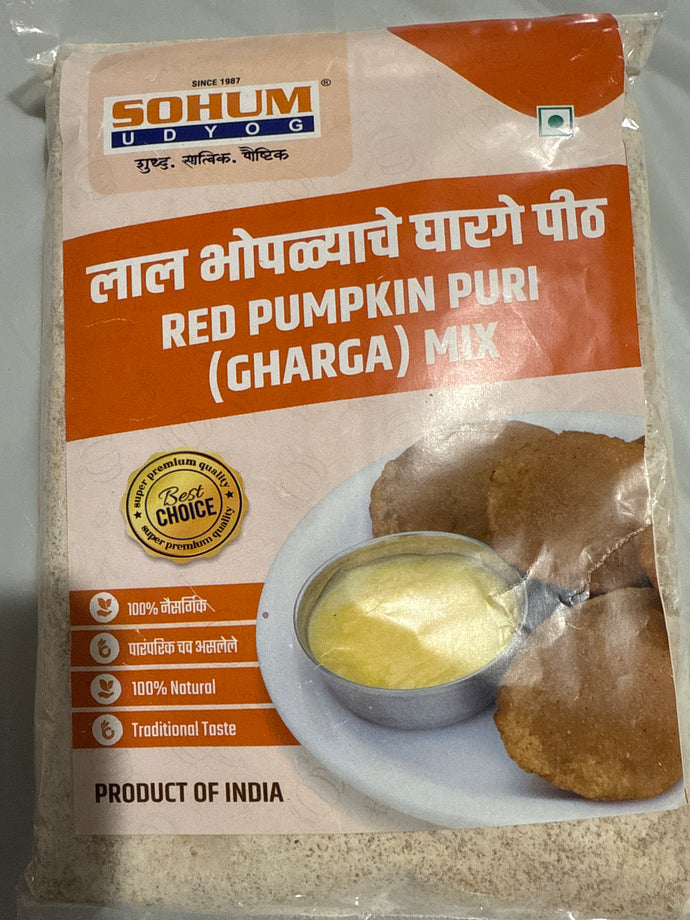 SINCE 1987
SOHUM ®
UDYOG
शुध्द. सात्विक. पौष्टिक
लाल भोपळ्याचे घारगे पीठ
RED PUMPKIN PURI
(GHARGA) MIX
super premium quality
Best
CHOICE
super premium quality
100% नैसर्गिक
पारंपरिक चव असलेले
100% Natural
Traditional Taste
PRODUCT OF INDIA